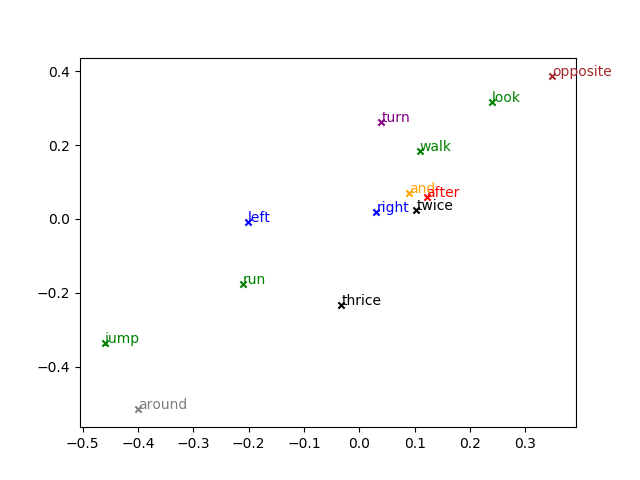 0.4
opposite
look
turn
0.2
walk
and
after
twice
right
0.0
left
run
−0.2
thrice
jump
−0.4
around
−0.5 −0.4 −0.3 −0.2 −0.1 0.0 0.1 0.2 0.3